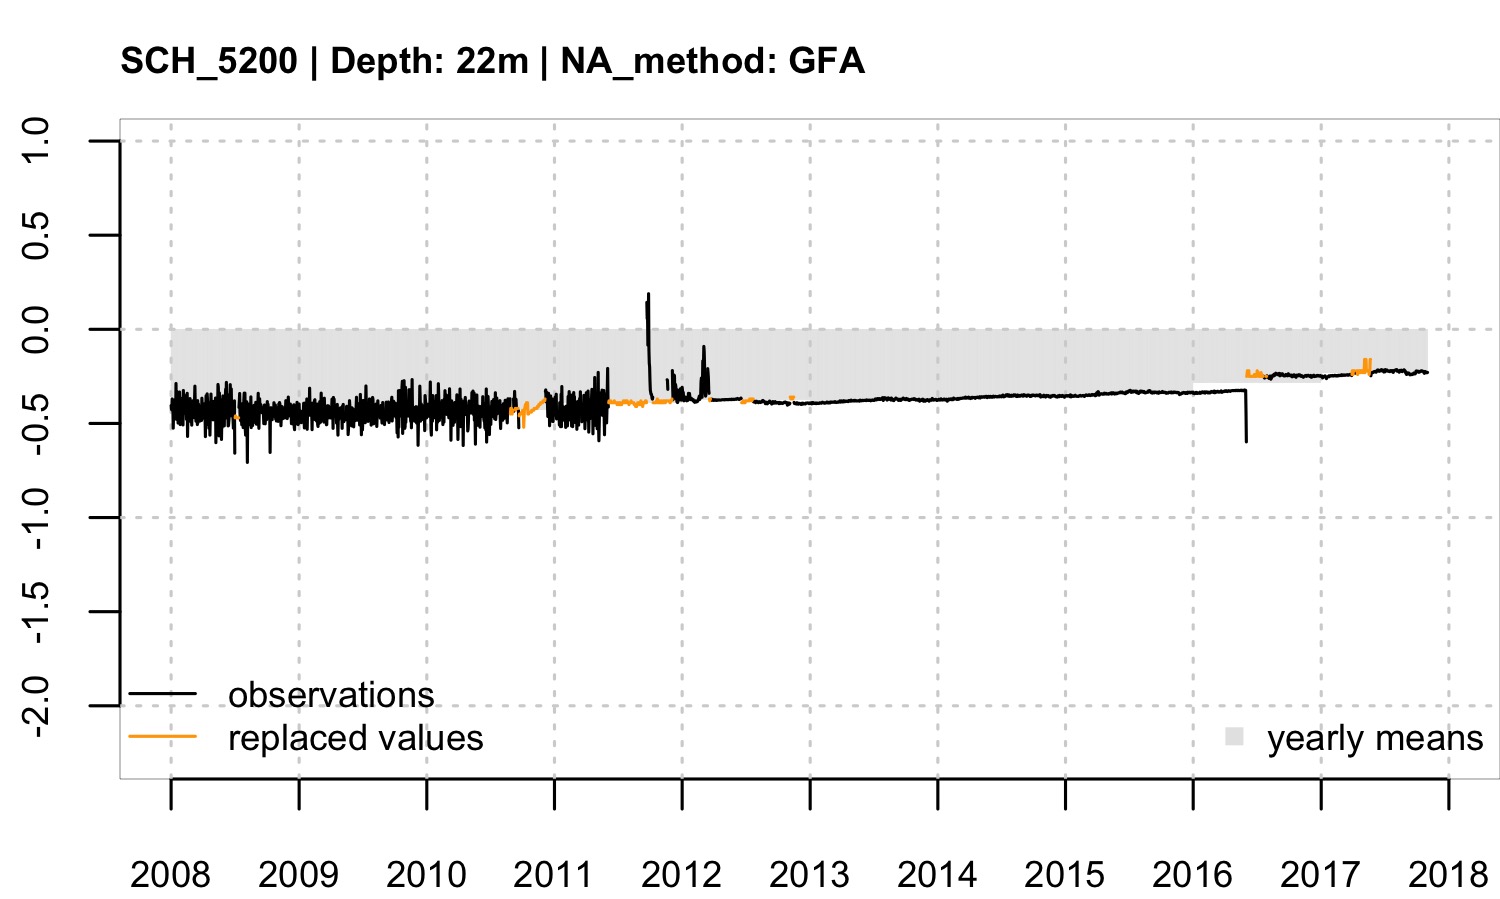 SCH_5200 | Depth: 22m | NA_method: GFA
1.0
0.5
0.0
-0.5
-1.0
-1.5
-2.0
observations
replaced values
yearly means
2008 2009 2010 2011 2012 2013 2014 2015 2016 2017 2018